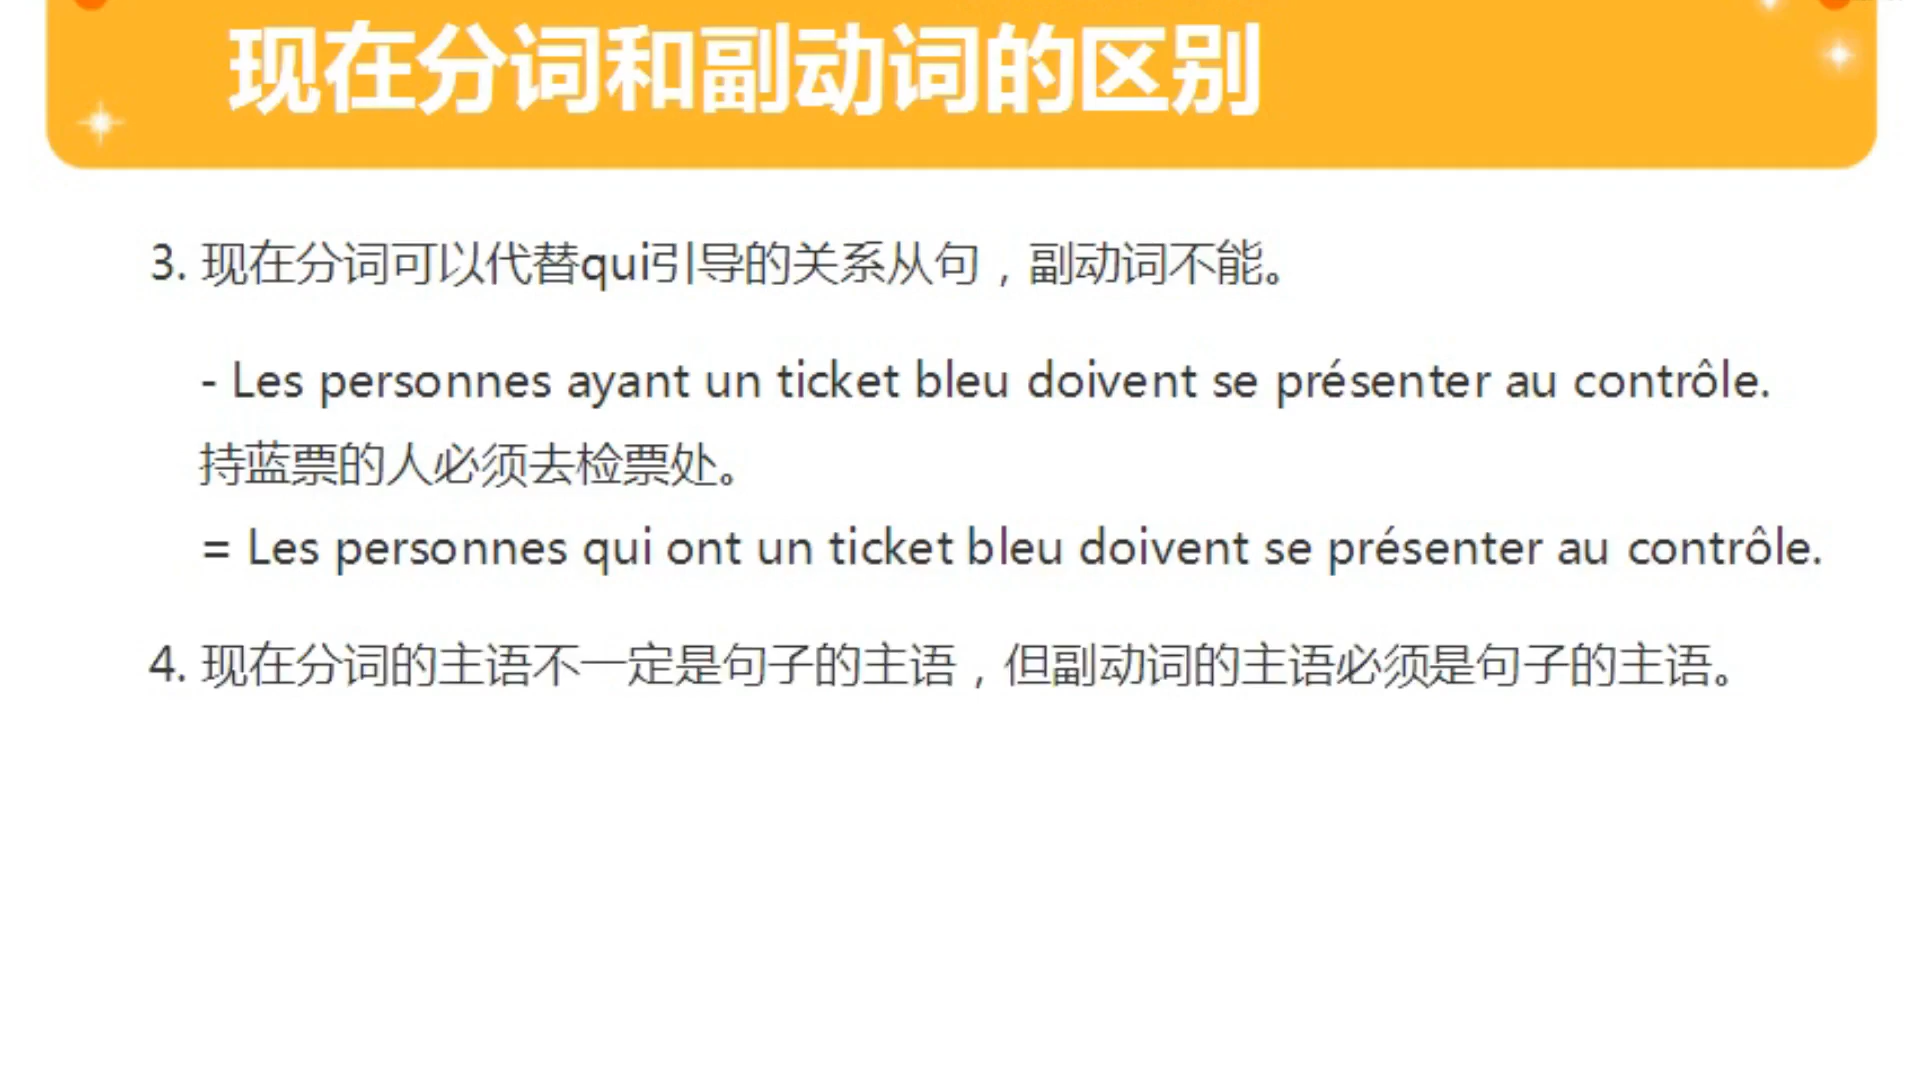 现在分词和副动词的区别
3. 现在分词可以代替qui引导的关系从句，副动词不能。
- Les personnes ayant un ticket bleu doivent se présenter au contrôle.
持蓝票的人必须去检票处。
= Les personnes qui ont un ticket bleu doivent se présenter au contrôle.
4. 现在分词的主语不一定是句子的主语，但副动词的主语必须是句子的主语。